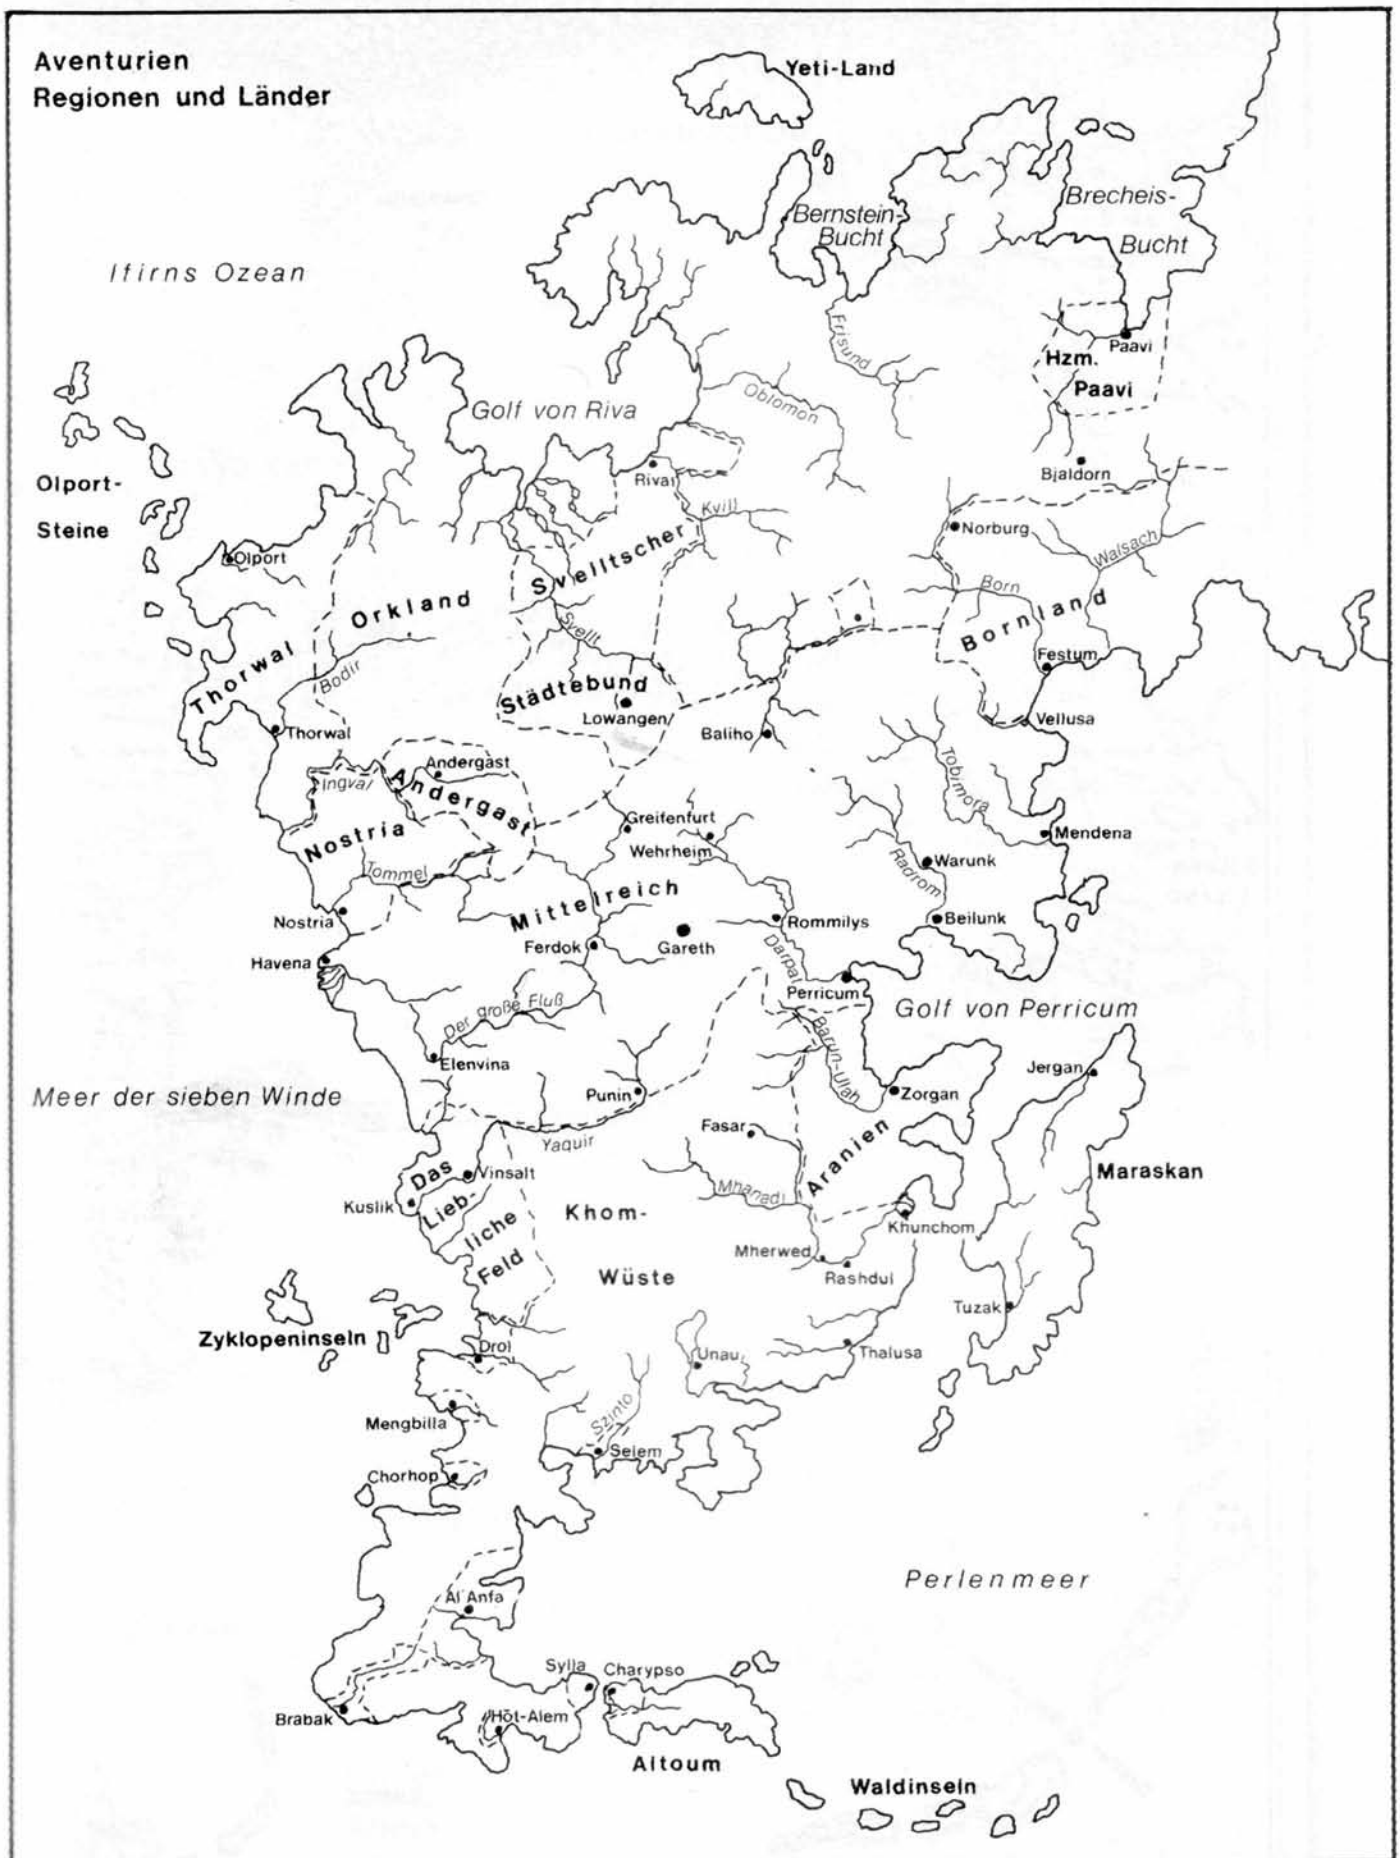 Aventurien
Regionen und Länder
Yeti-Land
Brecheis-
Bucht
Bernstein-
Bucht
Ifirns Ozean
Frisund
Paavi
Hzm.
Paavi
Oblomon
Golf von Riva
Bjaldorn
Riva
Olport-
Steine
Kvill
Norburg
Walsach
Olport
Svelltscher
Born
Orkland
Bornland
Svellt
Festum
Thorwal
Bodir
Städtebund
Lowangen
Vellusa
Thorwal
Baliho
Andergast
Tobimora
Ingval
Andergast
Greifenfurt
Mendena
Nostria
Wehrheim
Warunk
Tommel
Radrom
Mittelreich
Nostria
Rommilys
Beilunk
Ferdok
Gareth
Havena
Darpat
Perricum
Golf von Perricum
Der große Fluß
Barun-Ulah
Elenvina
Jergan
Meer der sieben Winde
Punin
Zorgan
Fasar
Yaquir
Aranien
Das
Vinsalt
Maraskan
Mhanadi
Kuslik
Lieb-
Khom-
liche
Khunchom
Mherwed
Feld
Wüste
Rashdul
Tuzak
Zyklopeninseln
Drol
Unau
Thalusa
Mengbilla
Szinto
Selem
Chorhop
Perlenmeer
Al'Anfa
Sylla
Charypso
Brabak
Hôt-Alem
Altoum
Waldinseln